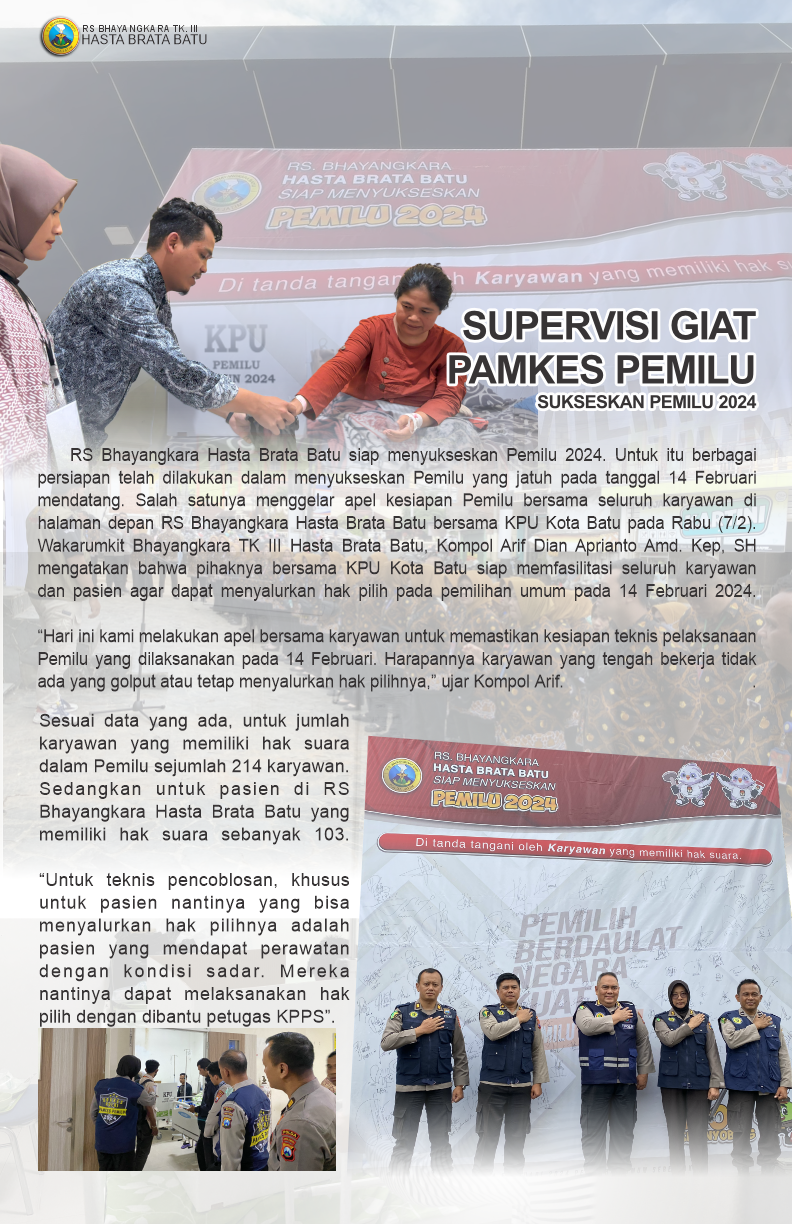 RS BHAYANGKARA TK. III
HASTA BRATA BATU
RS. BHAYANGKARA
HASTA BRATA BATU
SIAP MENYUKSESKAN
PEMILU 2024
Di tanda tangani oleh Karyawan yang memiliki hak su
KPU
PEMILU
N 2024
SUPERVISI GIAT
PAMKES PEMILU
SUKSESKAN PEMILU 2024
RS Bhayangkara Hasta Brata Batu siap menyukseskan Pemilu 2024. Untuk itu berbagai
persiapan telah dilakukan dalam menyukseskan Pemilu yang jatuh pada tanggal 14 Februari
mendatang. Salah satunya menggelar apel kesiapan Pemilu bersama seluruh karyawan di
halaman depan RS Bhayangkara Hasta Brata Batu bersama KPU Kota Batu pada Rabu (7/2).
Wakarumkit Bhayangkara TK III Hasta Brata Batu, Kompol Arif Dian Aprianto Amd. Kep, SH
mengatakan bahwa pihaknya bersama KPU Kota Batu siap memfasilitasi seluruh karyawan
dan pasien agar dapat menyalurkan hak pilih pada pemilihan umum pada 14 Februari 2024.
“Hari ini kami melakukan apel bersama karyawan untuk memastikan kesiapan teknis pelaksanaan
Pemilu yang dilaksanakan pada 14 Februari. Harapannya karyawan yang tengah bekerja tidak
ada yang golput atau tetap menyalurkan hak pilihnya,” ujar Kompol Arif. .
Sesuai data yang ada, untuk jumlah
karyawan yang memiliki hak suara
dalam Pemilu sejumlah 214 karyawan.
Sedangkan untuk pasien di RS
Bhayangkara Hasta Brata Batu yang
memiliki hak suara sebanyak 103.
“Untuk teknis pencoblosan, khusus
untuk pasien nantinya yang bisa
menyalurkan hak pilihnya adalah
pasien yang mendapat perawatan
dengan kondisi sadar. Mereka
nantinya dapat melaksanakan hak
pilih dengan dibantu petugas KPPS”.
RS. BHAYANGKARA
HASTA BRATA BATU
SIAP MENYUKSESKAN
PEMILU 2024
Di tanda tangani oleh Karyawan yang memiliki hak suara.
PEMILIH
BERDAULAT
NEGARA
KPU